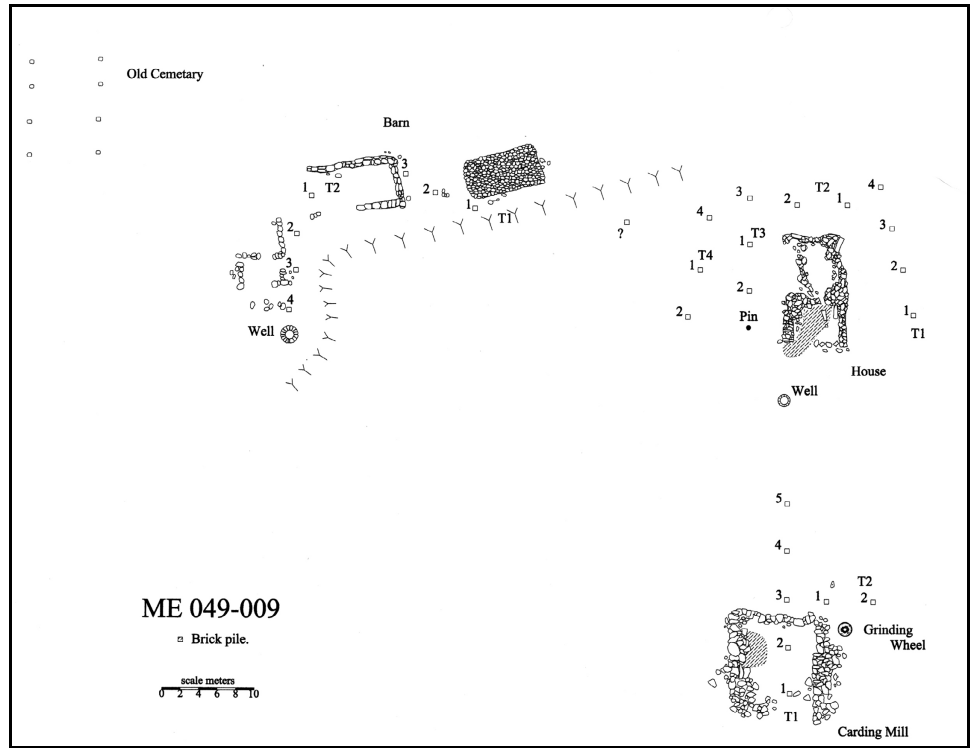 Old Cemetary
Barn
3
1 T2
2
1
T1
2
3
4
Well
?
4
3
2 T2 1
4
3
1 T3
T4
1
2
2
2
1
T1
Pin
House
Well
5
4
3
1 T2
2
Grinding
Wheel
2
1
T1
Carding Mill
ME 049-009
Brick pile.
scale meters
0 2 4 6 8 10